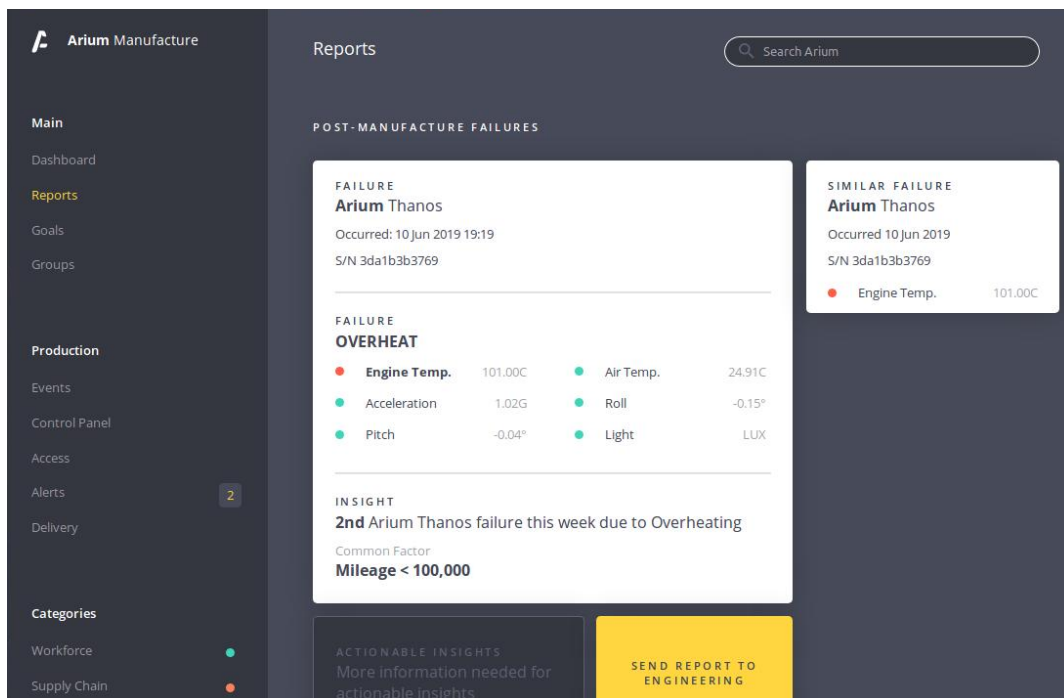 Arium Manufacture
Main
Dashboard
Reports
Goals
Groups
Production
Events
Control Panel
Access
Alerts 2
Delivery
Categories
Workforce
Supply Chain
Reports
Search Arium
POST-MANUFACTURE FAILURES
FAILURE
Arium Thanos
Occurred: 10 Jun 2019 19:19
S/N 3da1b3b3769
FAILURE
OVERHEAT
Engine Temp. 101.00C Air Temp. 24.91C
Acceleration 1.02G Roll -0.15°
Pitch -0.04° Light LUX
INSIGHT
2nd Arium Thanos failure this week due to Overheating
Common Factor
Mileage < 100,000
SIMILAR FAILURE
Arium Thanos
Occurred 10 Jun 2019
S/N 3da1b3b3769
Engine Temp. 101.00C
ACTIONABLE INSIGHTS
More information needed for
actionable insights
SEND REPORT TO
ENGINEERING